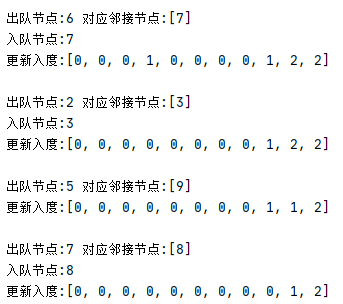 出队节点:6 对应邻接节点:[7]
入队节点:7
更新入度:[0, 0, 0, 1, 0, 0, 0, 0, 1, 2, 2]
出队节点:2 对应邻接节点:[3]
入队节点:3
更新入度:[0, 0, 0, 0, 0, 0, 0, 0, 1, 2, 2]
出队节点:5 对应邻接节点:[9]
更新入度:[0, 0, 0, 0, 0, 0, 0, 0, 1, 1, 2]
出队节点:7 对应邻接节点:[8]
入队节点:8
更新入度:[0, 0, 0, 0, 0, 0, 0, 0, 0, 1, 2]